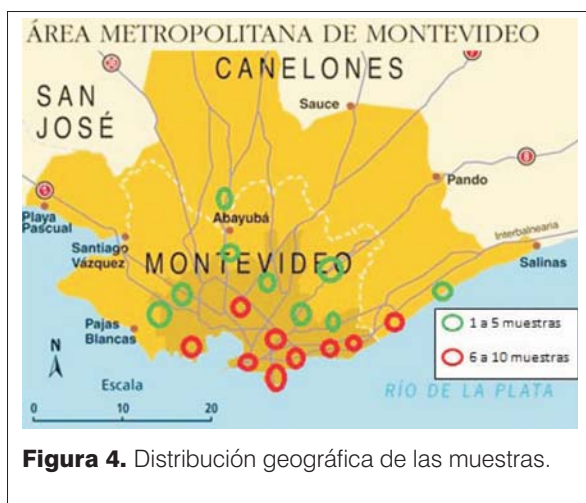 ÁREA METROPOLITANA DE MONTEVIDEO
CANELONES
SAN
JOSÉ
Sauce
Pando
Playa
Pascual
Santiago
Vázquez
Abayubá
Interbalnearia
MONTEVIDEO
Salinas
Pajas
Blancas
1 a 5 muestras
6 a 10 muestras
N
Escala
RÍO DE LA PLATA
0 10 20
Figura 4. Distribución geográfica de las muestras.